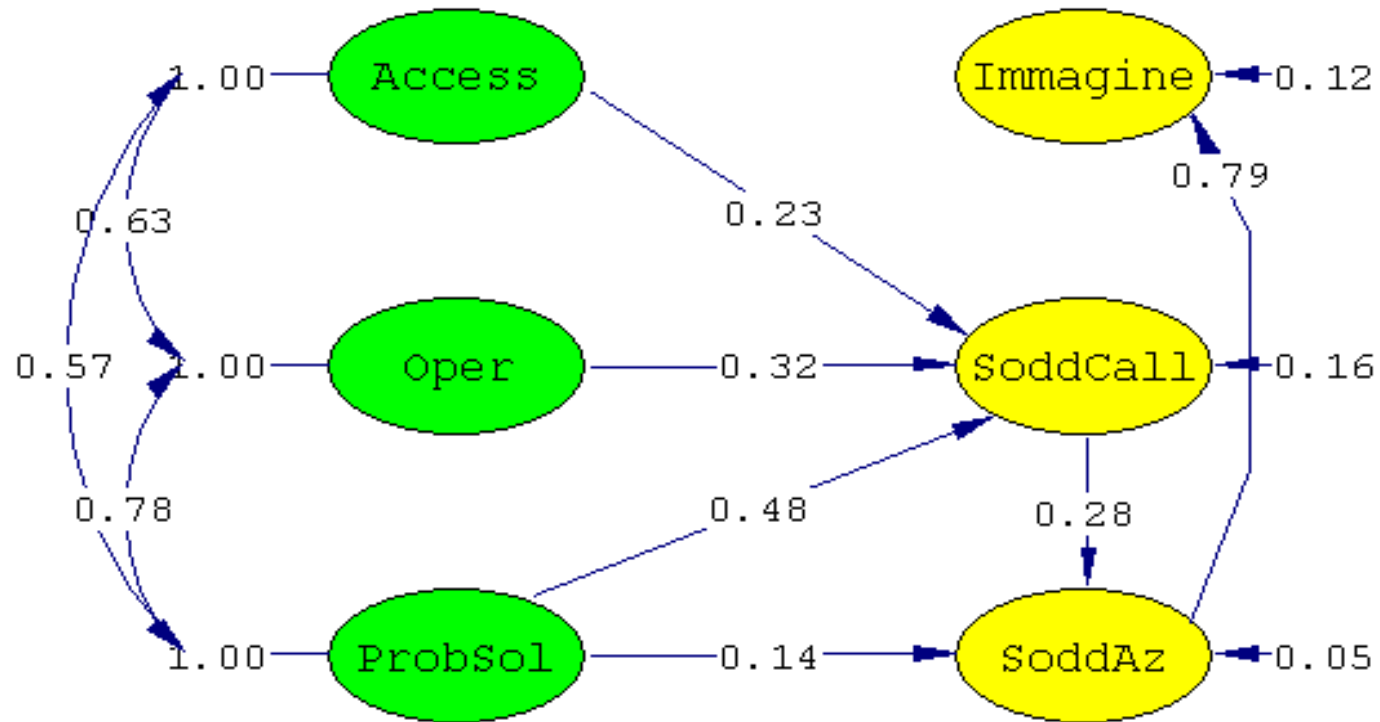 1.00 Access Immagine 0.12
0.79
0.63 0.23
0.57 1.00 Oper 0.32 SoddCall 0.16
0.78 0.48 0.28
1.00 ProbSol 0.14 SoddAz 0.05